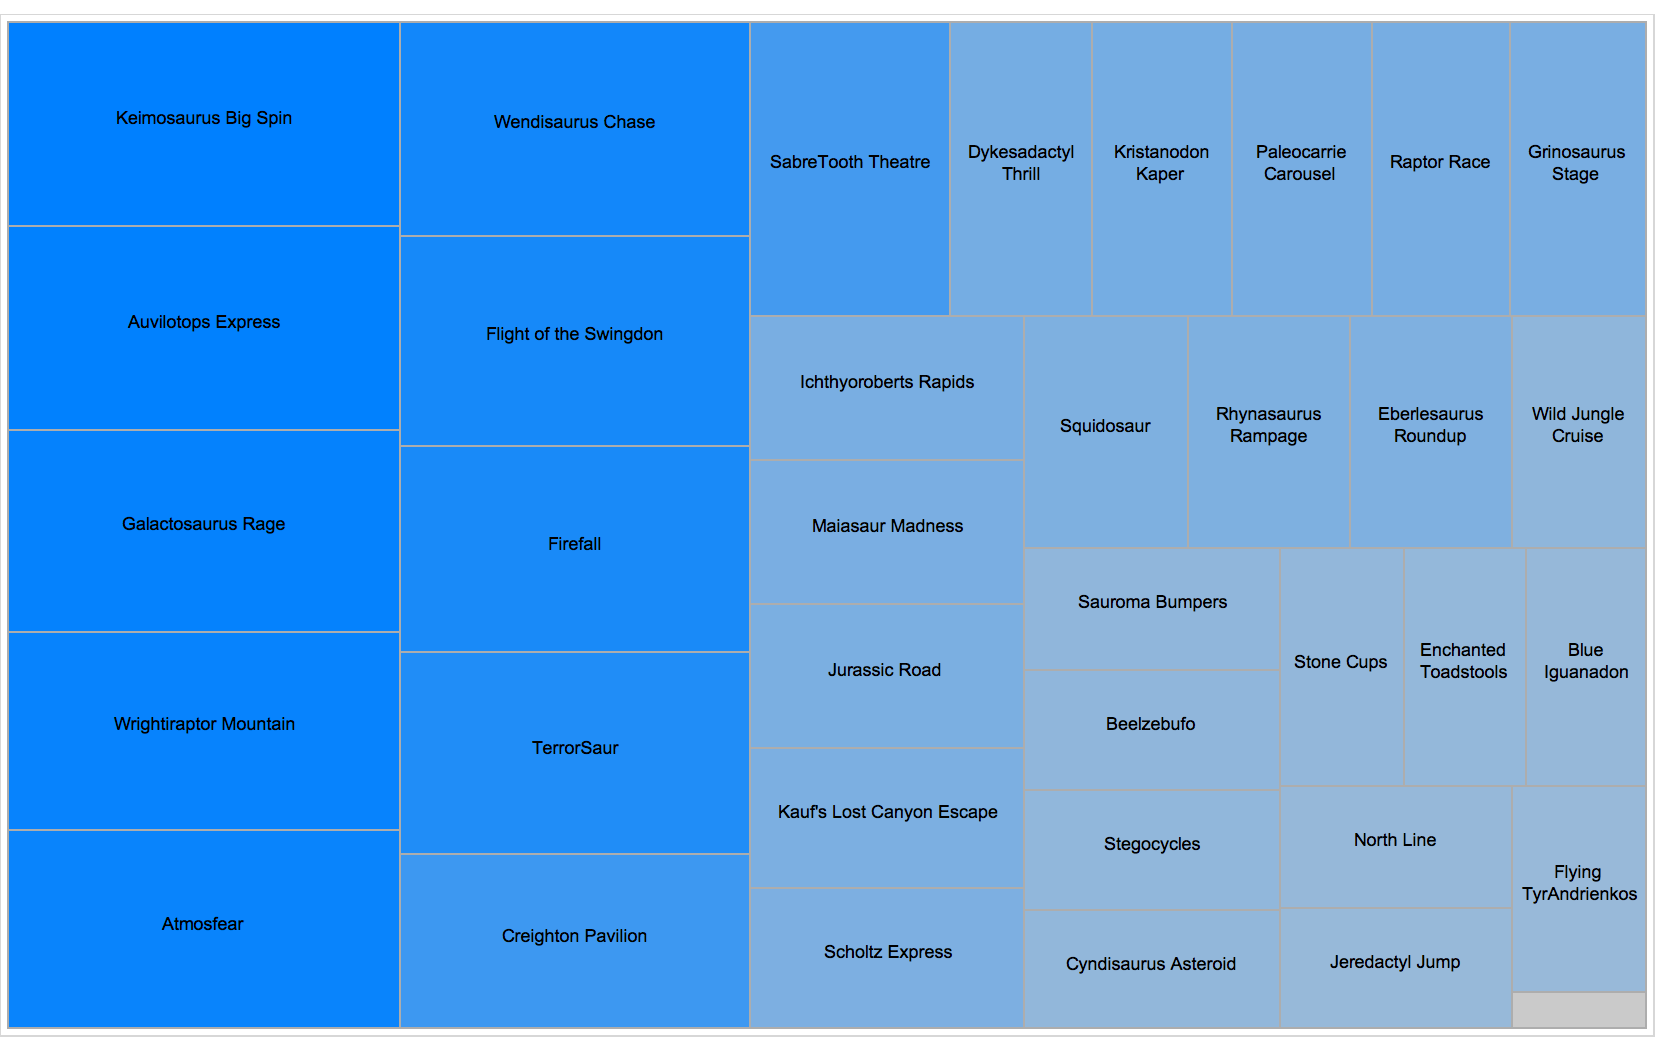 Keimosaurus Big Spin
Auvilotops Express
Galactosaurus Rage
Wrightiraptor Mountain
Atmosfear
Wendisaurus Chase
Flight of the Swingdon
Firefall
TerrorSaur
Creighton Pavilion
SabreTooth Theatre
Dykesadactyl
Thrill
Kristanodon
Kaper
Paleocarrie
Carousel
Raptor Race
Grinosaurus
Stage
Ichthyoroberts Rapids
Maiasaur Madness
Jurassic Road
Kauf's Lost Canyon Escape
Scholtz Express
Squidosaur
Rhynasaurus
Rampage
Eberlesaurus
Roundup
Wild Jungle
Cruise
Sauroma Bumpers
Beelzebufo
Stegocycles
Cyndisaurus Asteroid
Stone Cups
Enchanted
Toadstools
Blue
Iguanadon
North Line
Jeredactyl Jump
Flying
TyrAndrienkos